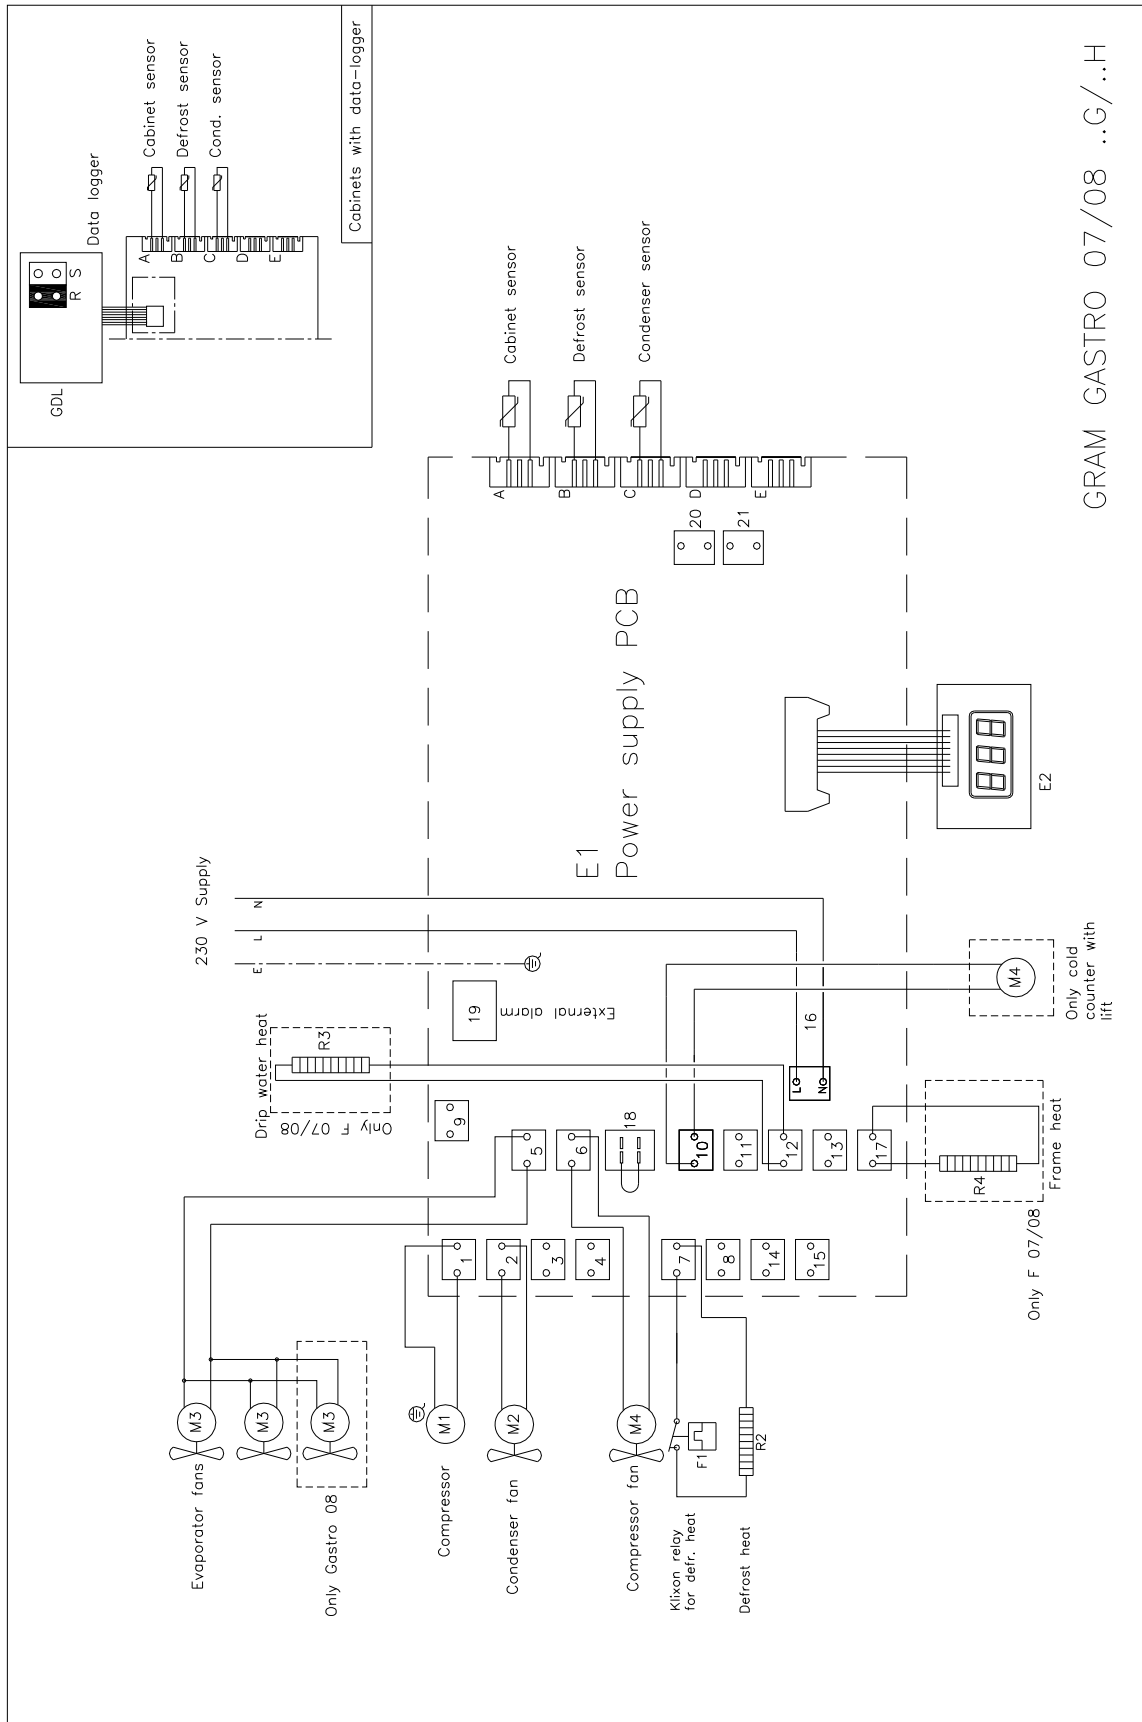 GDL
R S
Data logger
A
B
C
D
E
Cabinet sensor
Defrost sensor
Cond. sensor
Cabinets with data-logger
Cabinet sensor
Defrost sensor
Condenser sensor
A
B
C
D
E
20
21
E1
Power supply PCB
E2
230 V Supply
E
L
N
19
External alarm
Drip water heat
R3
Only F 07/08
16
L
N
M4
Only cold
counter with
lift
9
5
6
18
10
11
12
13
17
R4
Frame heat
Only F 07/08
1
2
3
4
7
8
14
15
M3
M3
M3
Evaporator fans
Only Gastro 08
M1
Compressor
M2
Condenser fan
M4
Compressor fan
F1
Klixon relay
for defr. heat
R2
Defrost heat
GRAM GASTRO 07/08 ..G/..H